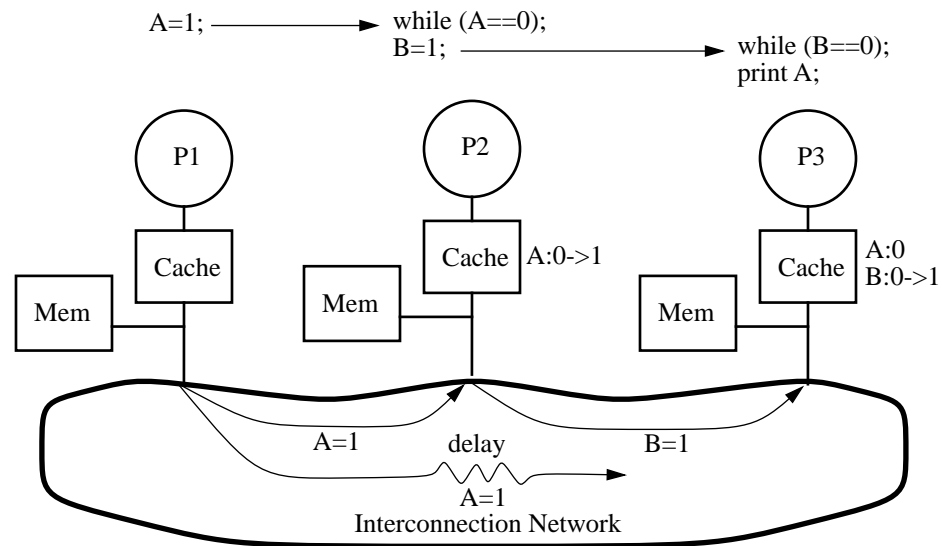 A=1;
while (A==0);
B=1;
while (B==0);
print A;
P1
P2
P3
Cache
Cache
A:0->1
Cache
A:0
B:0->1
Mem
Mem
Mem
A=1
delay
B=1
A=1
Interconnection Network